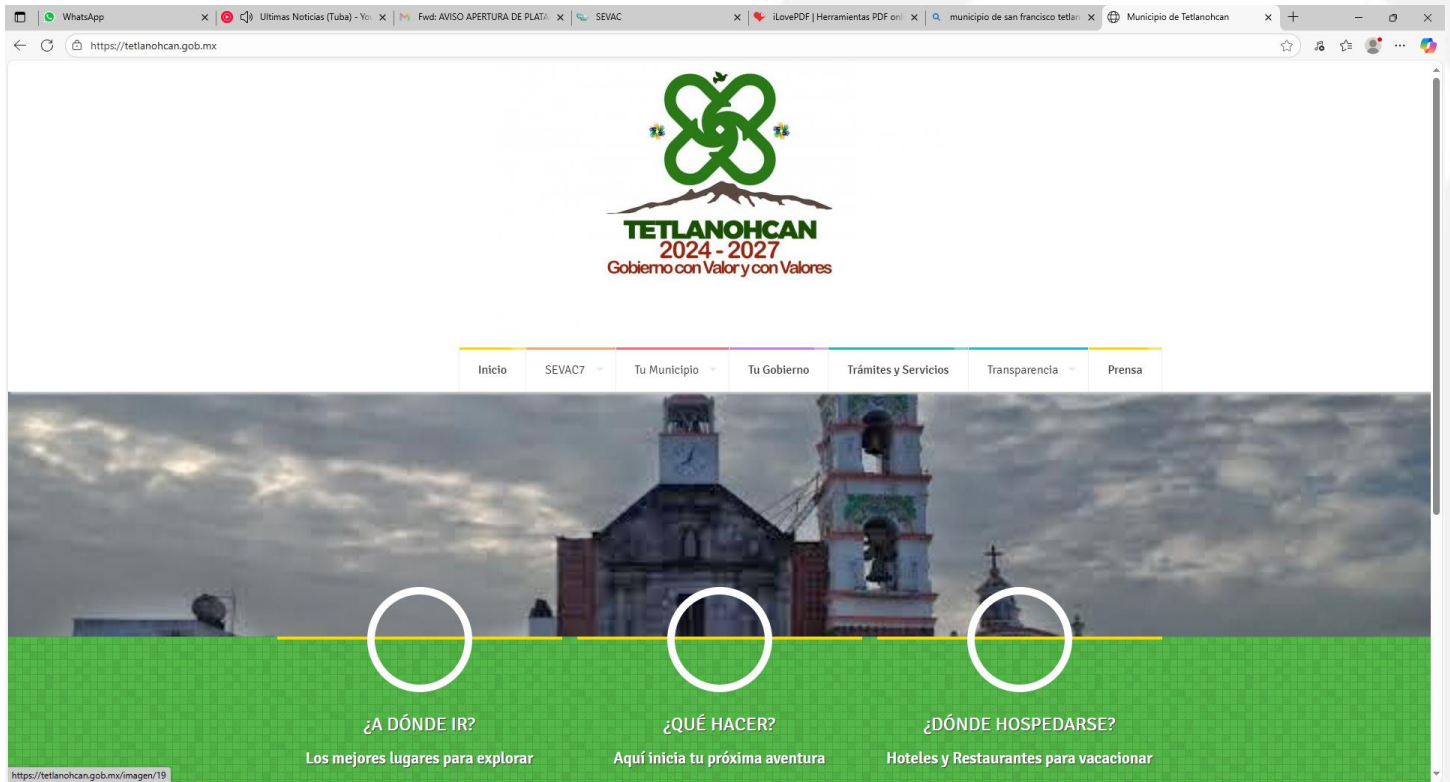 WhatsApp
Ultimas Noticias (Tuba) - Yo
Fwd: AVISO APERTURA DE PLATA
SEVAC
iLovePDF | Herramientas PDF onli
municipio de san francisco tetlan
Municipio de Tetlanohcan
https://tetlanohcan.gob.mx
TETLANOHCAN
2024 - 2027
Gobierno con Valor y con Valores
Inicio
SEVAC7
Tu Municipio
Tu Gobierno
Trámites y Servicios
Transparencia
Prensa
¿A DÓNDE IR?
Los mejores lugares para explorar
¿QUÉ HACER?
Aquí inicia tu próxima aventura
¿DÓNDE HOSPEDARSE?
Hoteles y Restaurantes para vacacionar
https://tetlanohcan.gob.mx/imagen/19